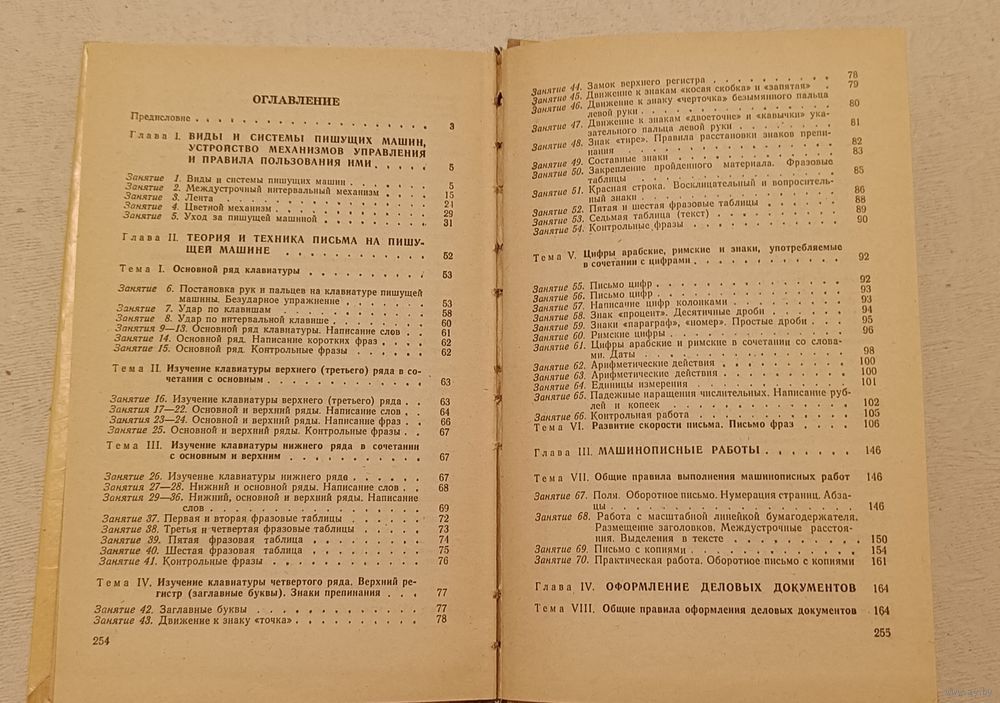 ОГЛАВЛЕНИЕ
Предисловие . . . . . . . . . . . . . . . 3
Глава I. ВИДЫ И СИСТЕМЫ ПИШУЩИХ МАШИН,
УСТРОЙСТВО МЕХАНИЗМОВ УПРАВЛЕНИЯ
И ПРАВИЛА ПОЛЬЗОВАНИЯ ИМИ . . . . 5
Занятие 1. Виды и системы пишущих машин . . . . . . 5
Занятие 2. Междустрочный интервальный механизм . . 15
Занятие 3. Лента . . . . . . . . . . . 21
Занятие 4. Цветной механизм . . . . . . . . 29
Занятие 5. Уход за пишущей машиной . . . . . . 31
Глава II. ТЕОРИЯ И ТЕХНИКА ПИСЬМА НА ПИШУ-
ЩЕЙ МАШИНЕ . . . . . . . . . 52
Тема I. Основной ряд клавиатуры . . . . . . . . 53
Занятие 6. Постановка рук и пальцев на клавиатуре пишущей
машины. Безударное упражнение . . . . . 53
Занятие 7. Удар по клавишам . . . . . . . . 58
Занятие 8. Удар по интервальной клавише . . . . . 60
Занятия 9—13. Основной ряд клавиатуры. Написание слов . . 61
Занятие 14. Основной ряд. Написание коротких фраз . . . 62
Занятие 15. Основной ряд. Контрольные фразы . . . . 62
Тема II. Изучение клавиатуры верхнего (третьего) ряда в со-
четании с основным . . . . . . . . . . 63
Занятие 16. Изучение клавиатуры верхнего (третьего) ряда . . 63
Занятия 17—22. Основной и верхний ряды. Написание слов . . 64
Занятия 23—24. Основной и верхний ряды. Написание фраз . . 66
Занятие 25. Основной и верхний ряды. Контрольные фразы . . 67
Тема III. Изучение клавиатуры нижнего ряда в сочетании
с основным и верхним . . . . . . . . . 67
Занятие 26. Изучение клавиатуры нижнего ряда . . . . . 67
Занятия 27—28. Нижний и основной ряды. Написание слов . . 68
Занятия 29—36. Нижний, основной и верхний ряды. Написание
слов . . . . . . . . . . . . . 69
Занятие 37. Первая и вторая фразовые таблицы . . . . . 72
Занятие 38. Третья и четвертая фразовые таблицы . . . . 73
Занятие 39. Пятая фразовая таблица . . . . . . . 74
Занятие 40. Шестая фразовая таблица . . . . . . . 75
Занятие 41. Контрольные фразы . . . . . . . . . 76
Тема IV. Изучение клавиатуры четвертого ряда. Верхний ре-
гистр (заглавные буквы). Знаки препинания . . . 77
Занятие 42. Заглавные буквы . . . . . . . . . . 77
Занятие 43. Движение к знаку «точка» . . . . . . . . 78
254
Занятие 44. Замок верхнего регистра . . . . . . . . 78
Занятие 45. Движение к знакам «косая скобка» и «запятая» . 79
Занятие 46. Движение к знаку «черточка» безымянного пальца
левой руки . . . . . . . . . . . 80
Занятие 47. Движение к знакам «двоеточие» и «кавычки» ука-
зательного пальца левой руки . . . . . . 81
Занятие 48. Знак «тире». Правила расстановки знаков препи-
нания . . . . . . . . . . . . 82
Занятие 49. Составные знаки . . . . . . . . . 83
Занятие 50. Закрепление пройденного материала. Фразовые
таблицы . . . . . . . . . . . . 85
Занятие 51. Красная строка. Восклицательный и вопроситель-
ный знаки . . . . . . . . . . . 86
Занятие 52. Пятая и шестая фразовые таблицы . . . . . 88
Занятие 53. Седьмая таблица (текст) . . . . . . . 89
Занятие 54. Контрольные фразы . . . . . . . . . 90
Тема V. Цифры арабские, римские и знаки, употребляемые
в сочетании с цифрами . . . . . . . . . 92
Занятие 55. Письмо цифр . . . . . . . . . . . 92
Занятие 56. Письмо цифр . . . . . . . . . . . 93
Занятие 57. Написание цифр колонками . . . . . . . 93
Занятие 58. Знак «процент». Десятичные дроби . . . . . 94
Занятие 59. Знаки «параграф», «номер». Простые дроби . . . 95
Занятие 60. Римские цифры . . . . . . . . . . 96
Занятие 61. Цифры арабские и римские в сочетании со слова-
ми. Даты . . . . . . . . . . . . 98
Занятие 62. Арифметические действия . . . . . . . 100
Занятие 63. Арифметические действия . . . . . . . 100
Занятие 64. Единицы измерения . . . . . . . . . 101
Занятие 65. Падежные наращения числительных. Написание руб-
лей и копеек . . . . . . . . . . . 102
Занятие 66. Контрольная работа . . . . . . . . . 105
Тема VI. Развитие скорости письма. Письмо фраз . . . . 106
Глава III. МАШИНОПИСНЫЕ РАБОТЫ . . . . . . . 146
Тема VII. Общие правила выполнения машинописных работ 146
Занятие 67. Поля. Оборотное письмо. Нумерация страниц. Абза-
цы . . . . . . . . . . . . . 146
Занятие 68. Работа с масштабной линейкой бумагодержателя.
Размещение заголовков. Междустрочные расстоя-
ния. Выделения в тексте . . . . . . . . . 150
Занятие 69. Письмо с копиями . . . . . . . . . . 154
Занятие 70. Практическая работа. Оборотное письмо с копиями 161
Глава IV. ОФОРМЛЕНИЕ ДЕЛОВЫХ ДОКУМЕНТОВ 164
Тема VIII. Общие правила оформления деловых документов 164
255
www.ay.by